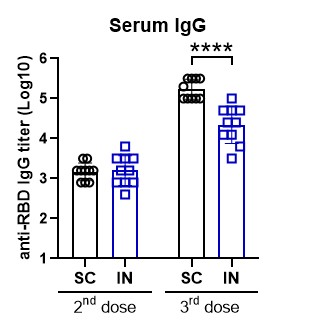 Serum IgG
****
anti-RBD IgG titer (Log10)
6
5
4
3
2
1
SC IN SC IN
2nd dose 3rd dose